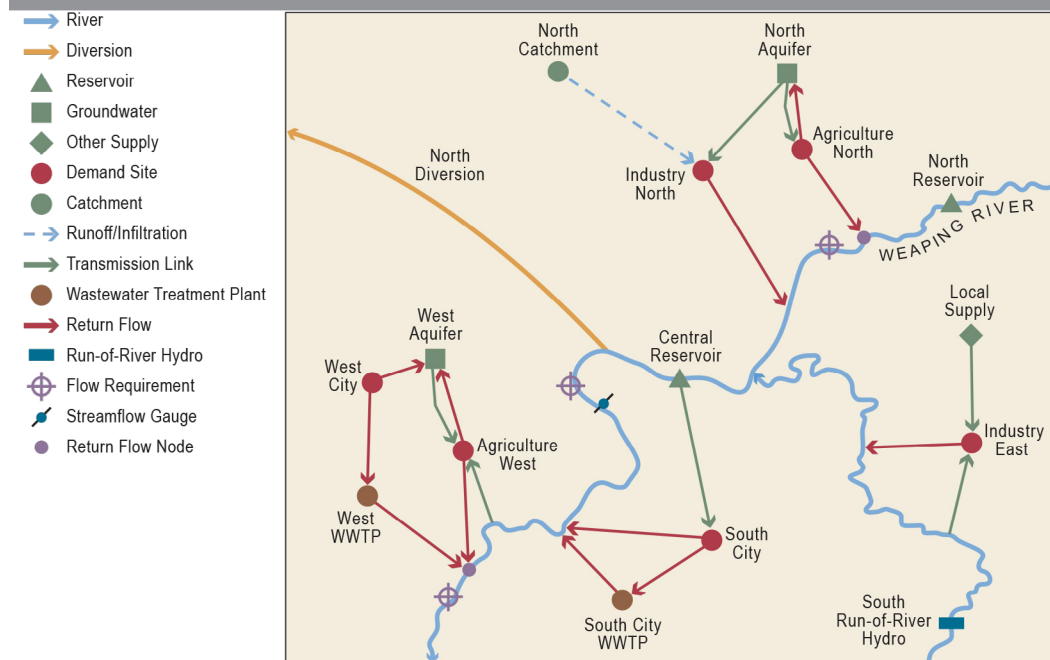 River
Diversion
Reservoir
Groundwater
Other Supply
Demand Site
Catchment
Runoff/Infiltration
Transmission Link
Wastewater Treatment Plant
Return Flow
Run-of-River Hydro
Flow Requirement
Streamflow Gauge
Return Flow Node
North
Catchment
North
Aquifer
Agriculture
North
North
Diversion
Industry
North
North
Reservoir
WEAPING RIVER
West
Aquifer
Central
Reservoir
Local
Supply
West
City
Agriculture
West
Industry
East
West
WWTP
South
City
South City
WWTP
South
Run-of-River
Hydro